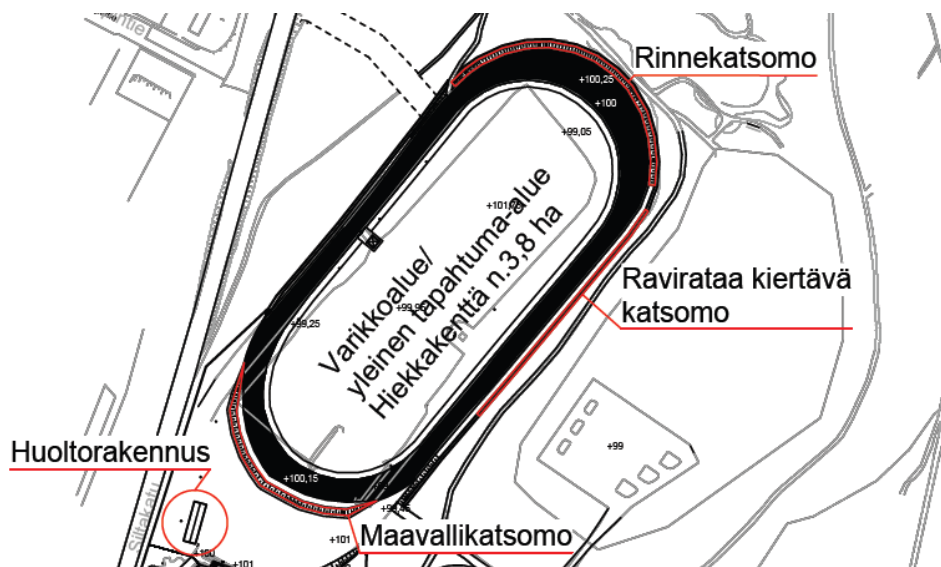 Rinnekatsomo
+100,25
+100
+99,05
Varikkoalue/
yleinen tapahtuma-alue
Hiekkakenttä n.3,8 ha
Ravirataa kiertävä
katsomo
+99,25
+99
Huoltorakennus
+100,15
Siltakatu
Maavallikatsomo
+101
+100
+101